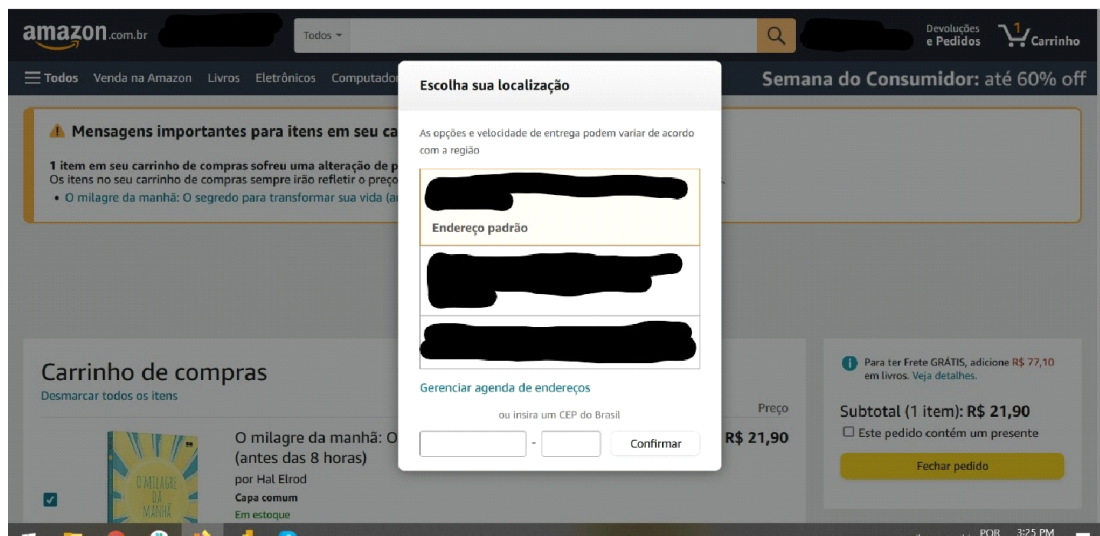 amazon.com.br
Todos
Devoluções
e Pedidos
1
Carrinho
Todos Venda na Amazon Livros Eletrônicos Computado
Semana do Consumidor: até 60% off
Escolha sua localização
As opções e velocidade de entrega podem variar de acordo
com a região
Endereço padrão
Gerenciar agenda de endereços
ou insira um CEP do Brasil
-
Confirmar
Mensagens importantes para itens em seu ca
1 item em seu carrinho de compras sofreu uma alteração de p
Os itens no seu carrinho de compras sempre irão refletir o preço
• O milagre da manhã: O segredo para transformar sua vida (a
Carrinho de compras
Desmarcar todos os itens
Preço
O MILAGRE
DA
MANHÃ
O milagre da manhã: O
(antes das 8 horas)
R$ 21,90
por Hal Elrod
Capa comum
Em estoque
Para ter Frete GRÁTIS, adicione R$ 77,10
em livros. Veja detalhes.
Subtotal (1 item): R$ 21,90
Este pedido contém um presente
Fechar pedido
POR 3:25 PM